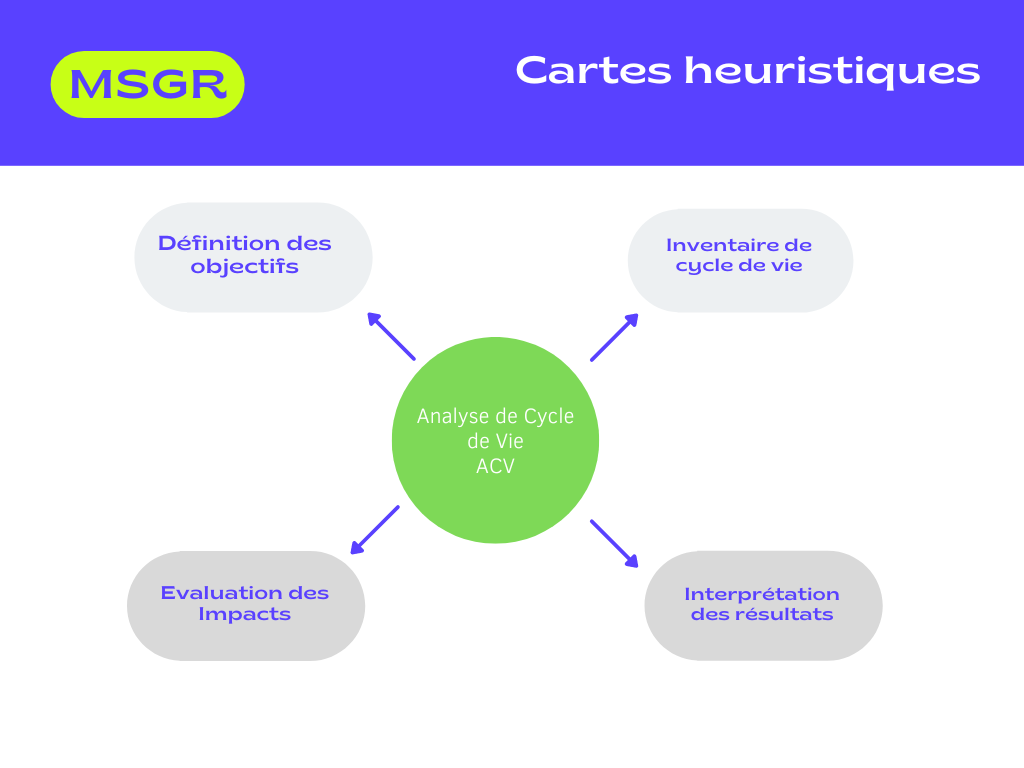 MSGR
Cartes heuristiques
Définition des
objectifs
Inventaire de
cycle de vie
Analyse de Cycle
de Vie
ACV
Evaluation des
Impacts
Interprétation
des résultats